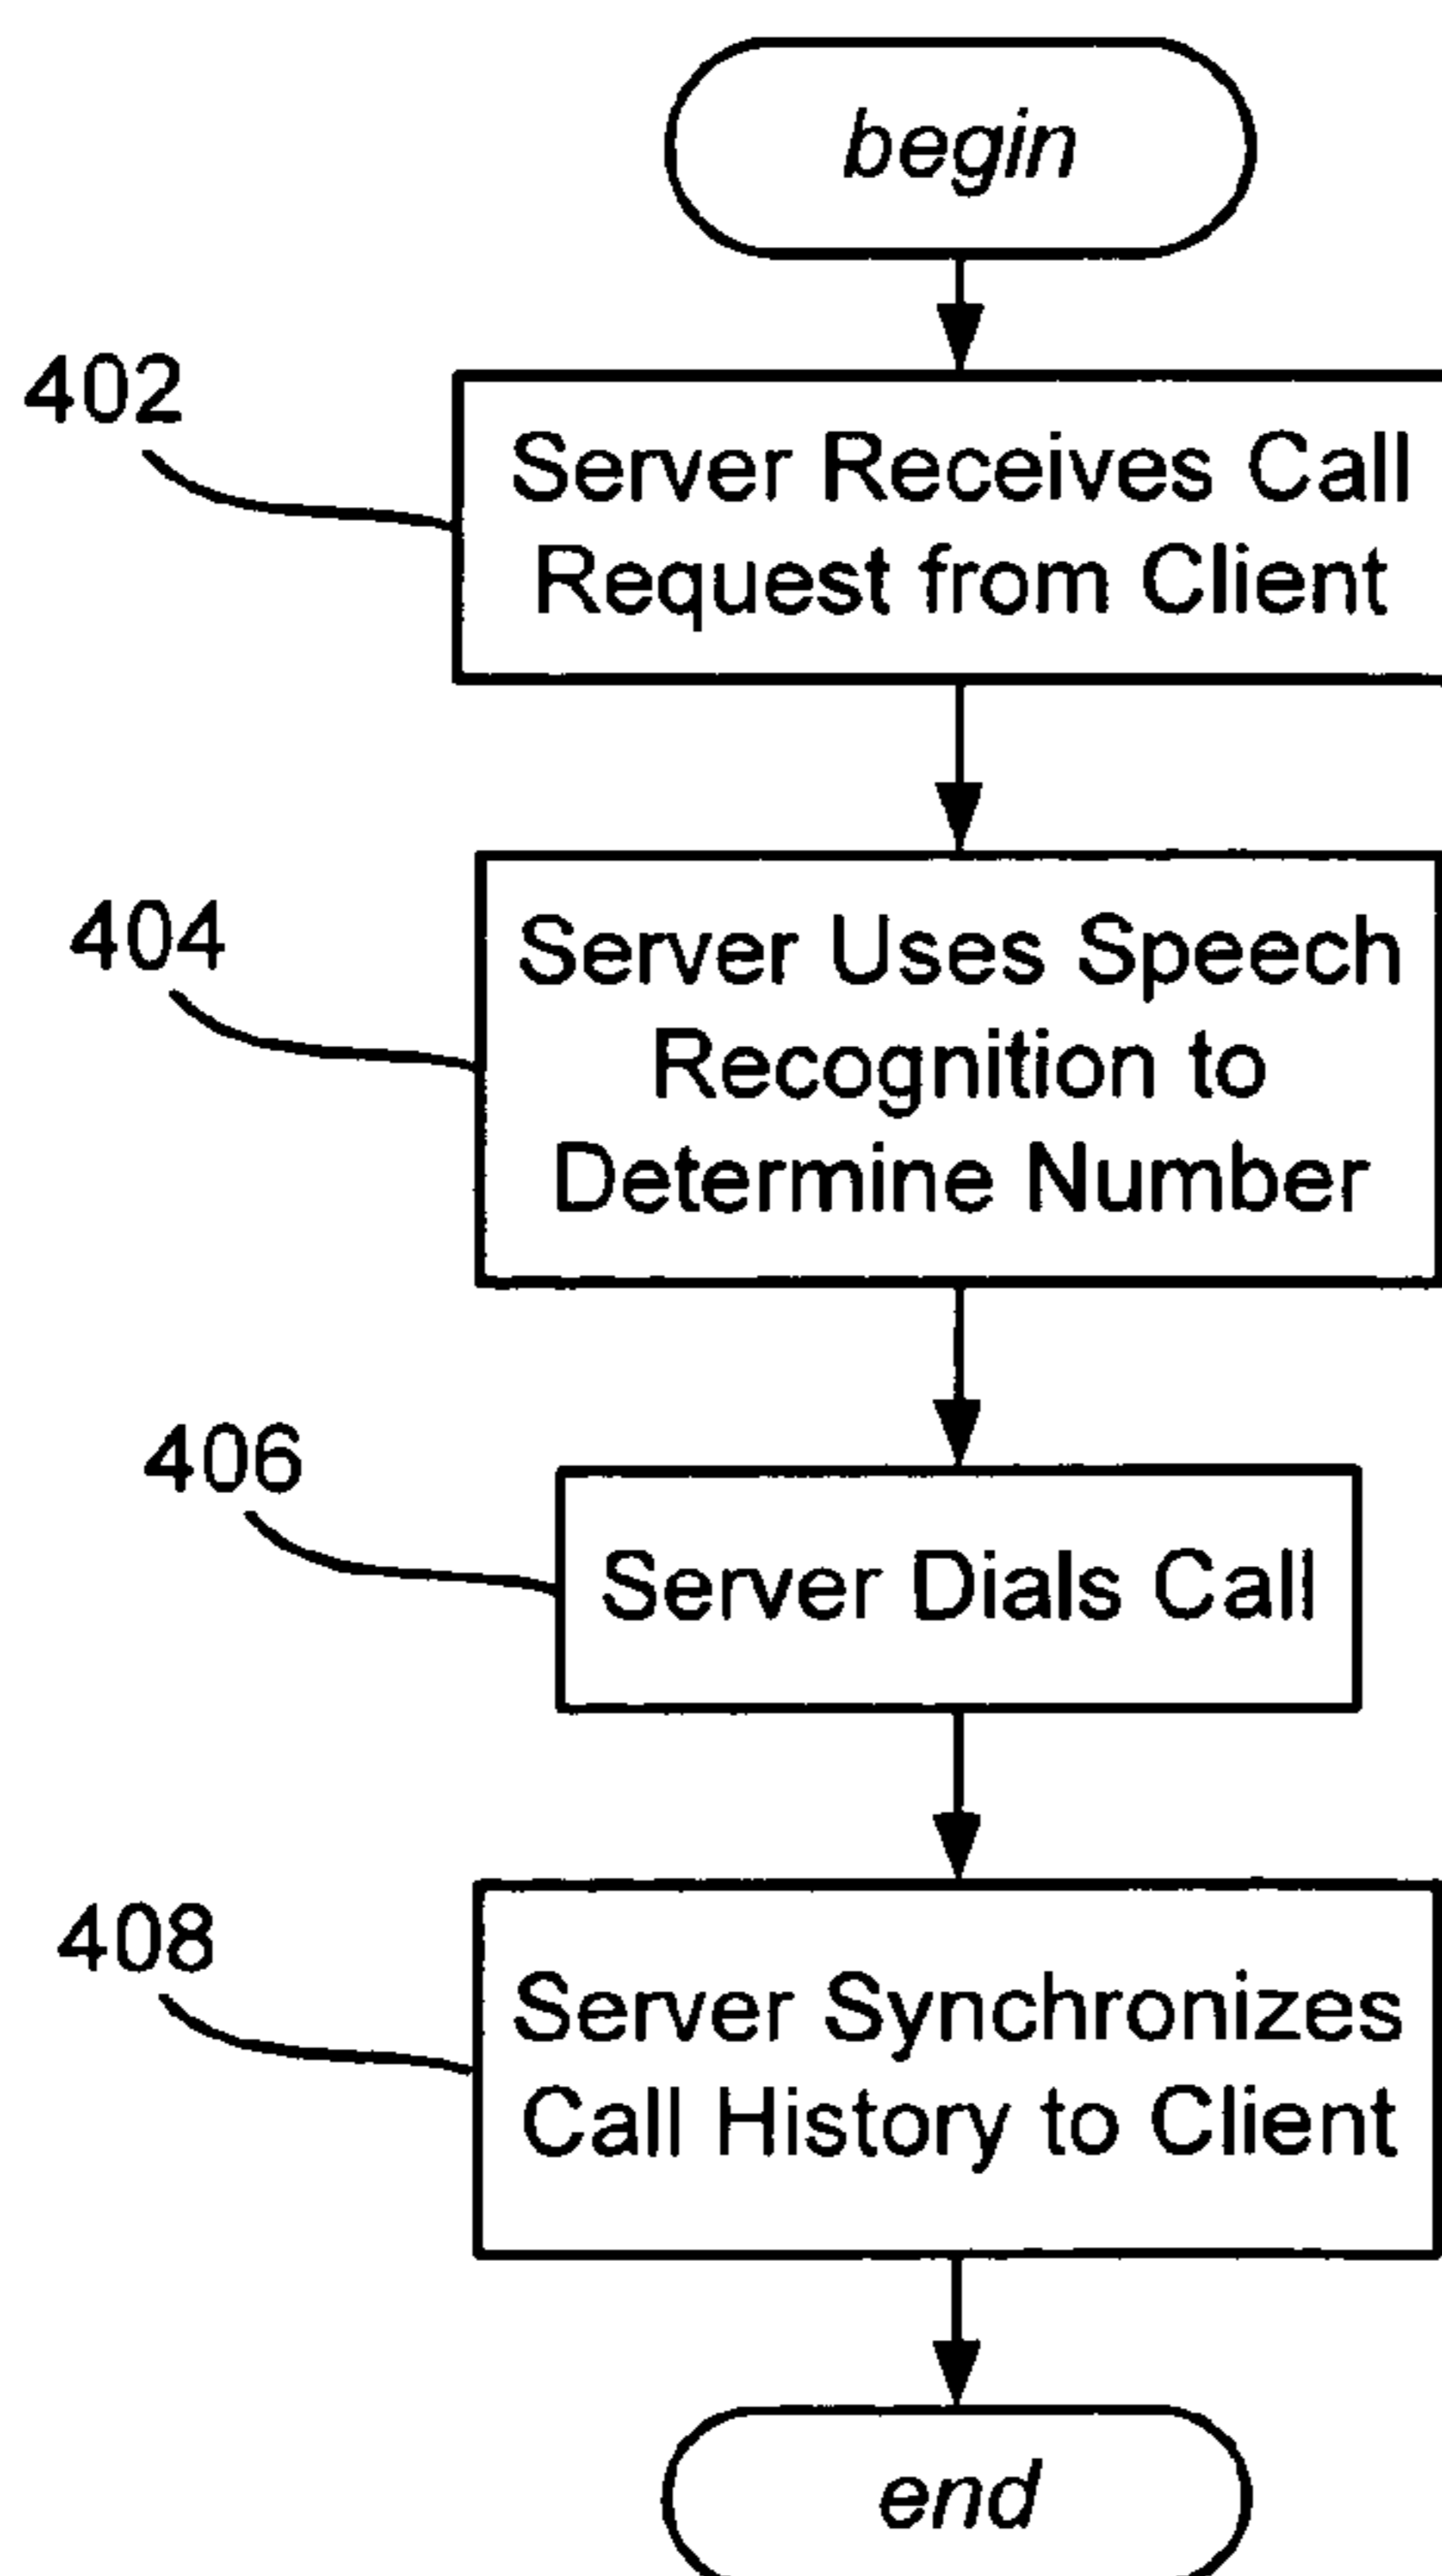 begin
402
Server Receives Call
Request from Client
404
Server Uses Speech
Recognition to
Determine Number
406
Server Dials Call
408
Server Synchronizes
Call History to Client
end